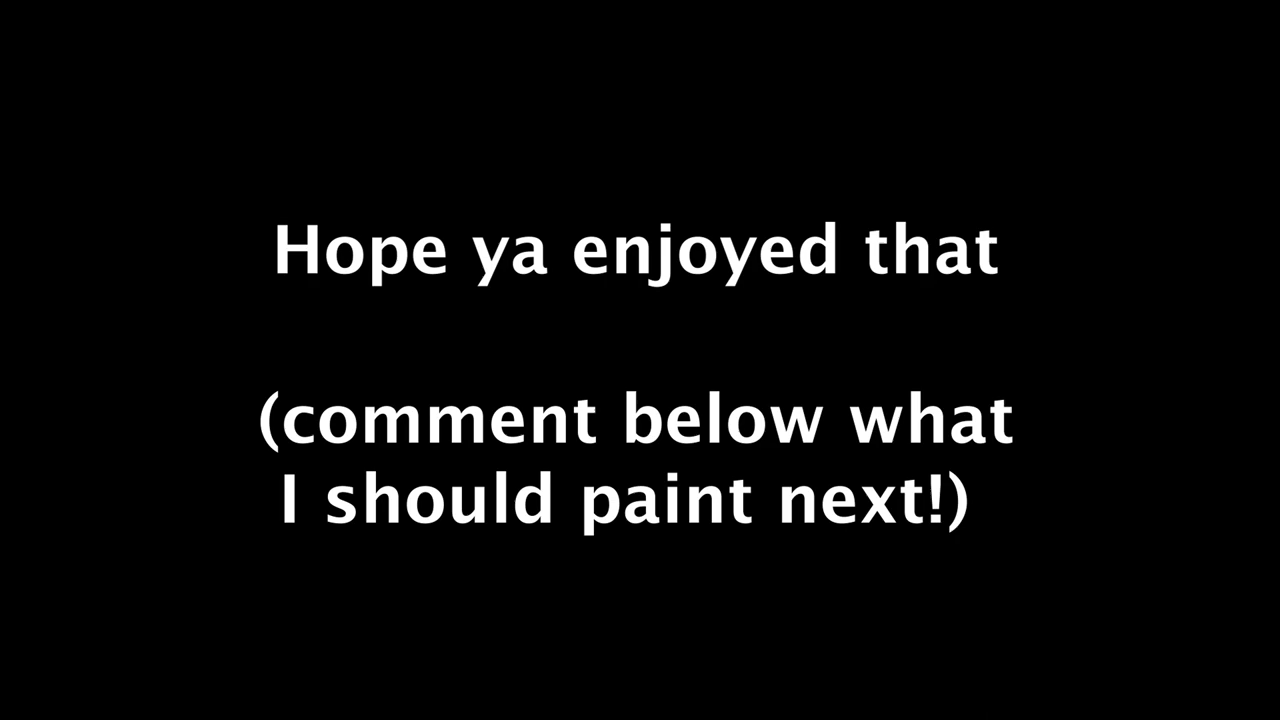 Hope ya enjoyed that
(comment below what
I should paint next!)